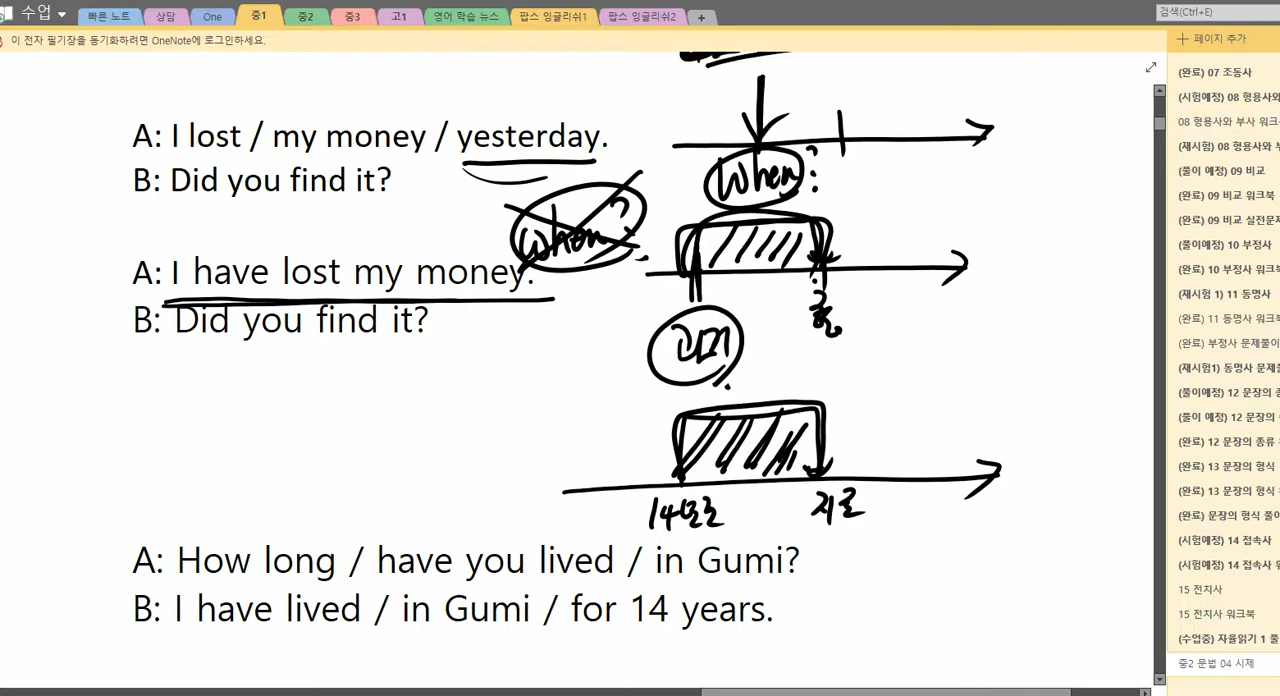 수업
빠른 노트 상담 One 중1 중2 중3 고1 영어 학습 뉴스 팝스 잉글리쉬1 팝스 잉글리쉬2 +
검색(Ctrl+E)
이 전자 필기장을 동기화하려면 OneNote에 로그인하세요.
페이지 추가
A: I lost / my money / yesterday.
B: Did you find it?
When?
When?
A: I have lost my money.
B: Did you find it?
14년도
지금
A: How long / have you lived / in Gumi?
B: I have lived / in Gumi / for 14 years.
(완료) 07 조동사
(시험예정) 08 형용사와
08 형용사와 부사 워크
(재시험) 08 형용사와 부
(풀이 예정) 09 비교
(완료) 09 비교 워크북
(완료) 09 비교 실전문제
(풀이예정) 10 부정사
(완료) 10 부정사 워크북
(재시험 1) 11 동명사
(완료) 11 동명사 워크북
(완료) 부정사 문제풀이
(재시험1) 동명사 문제
(풀이예정) 12 문장의
(풀이 예정) 12 문장의
(완료) 12 문장의 종류
(완료) 13 문장의 형식
(완료) 13 문장의 형식
(완료) 문장의 형식
(시험예정) 14 접속사
(시험예정) 14 접속사
15 전치사
15 전치사 워크북
(수업중) 자율읽기 1
중2 문법 04 시제